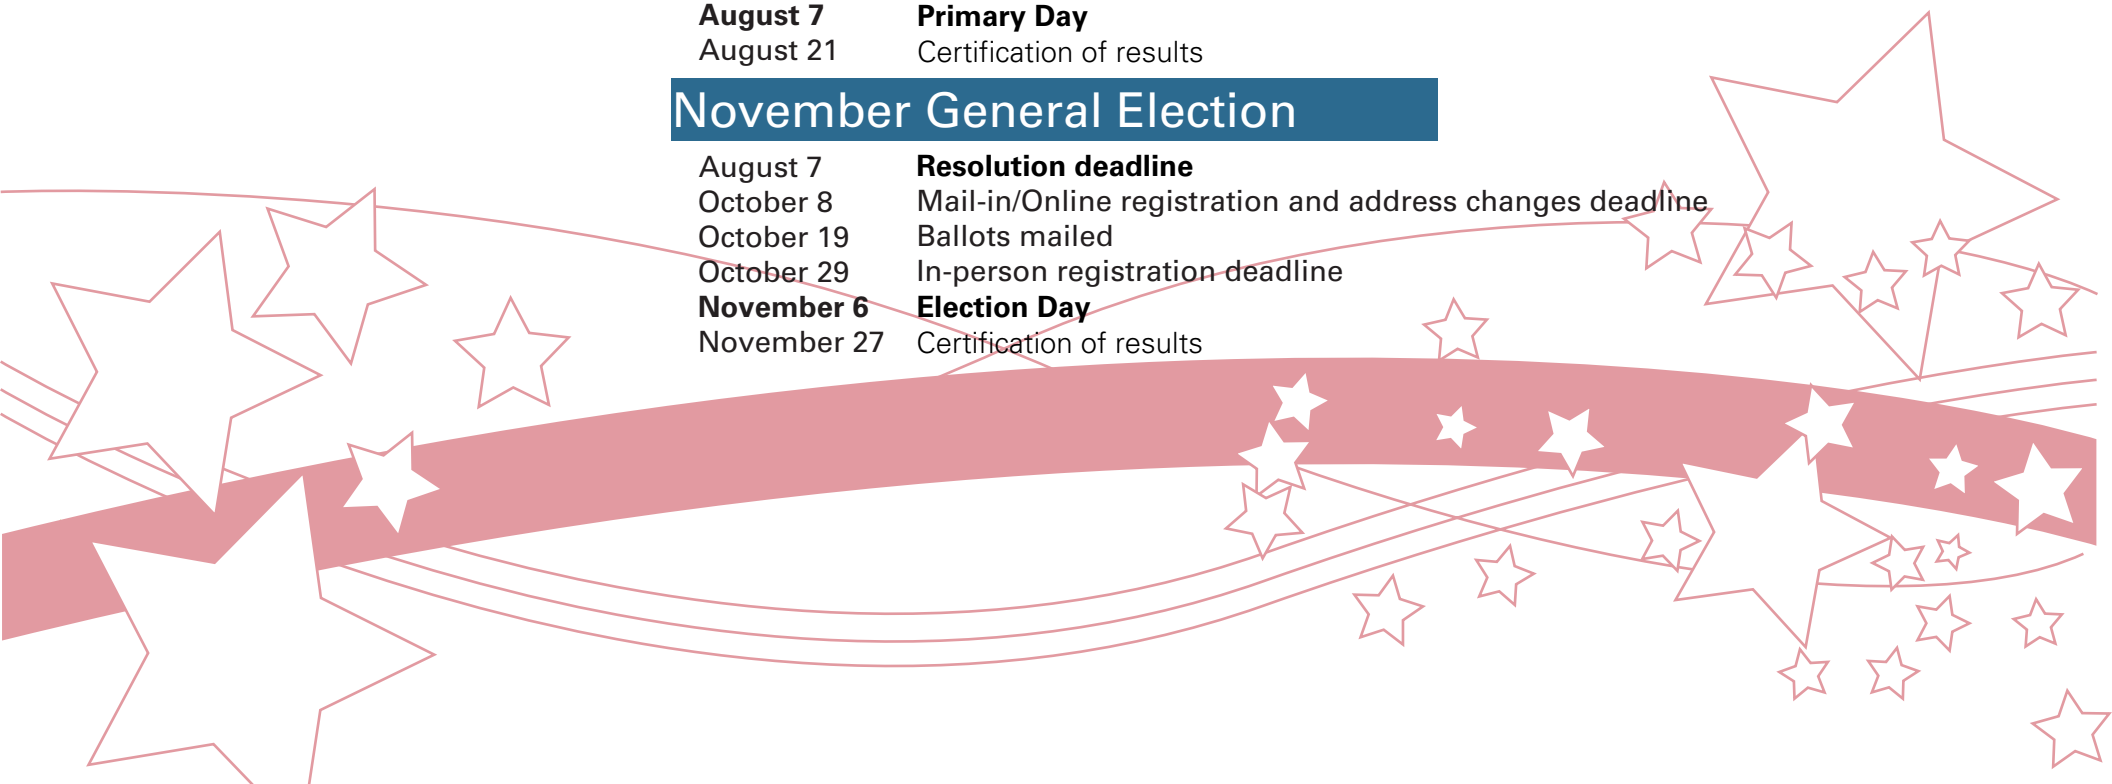 August 7 Primary Day
August 21 Certification of results
November General Election
August 7 Resolution deadline
October 8 Mail-in/Online registration and address changes deadline
October 19 Ballots mailed
October 29 In-person registration deadline
November 6 Election Day
November 27 Certification of results